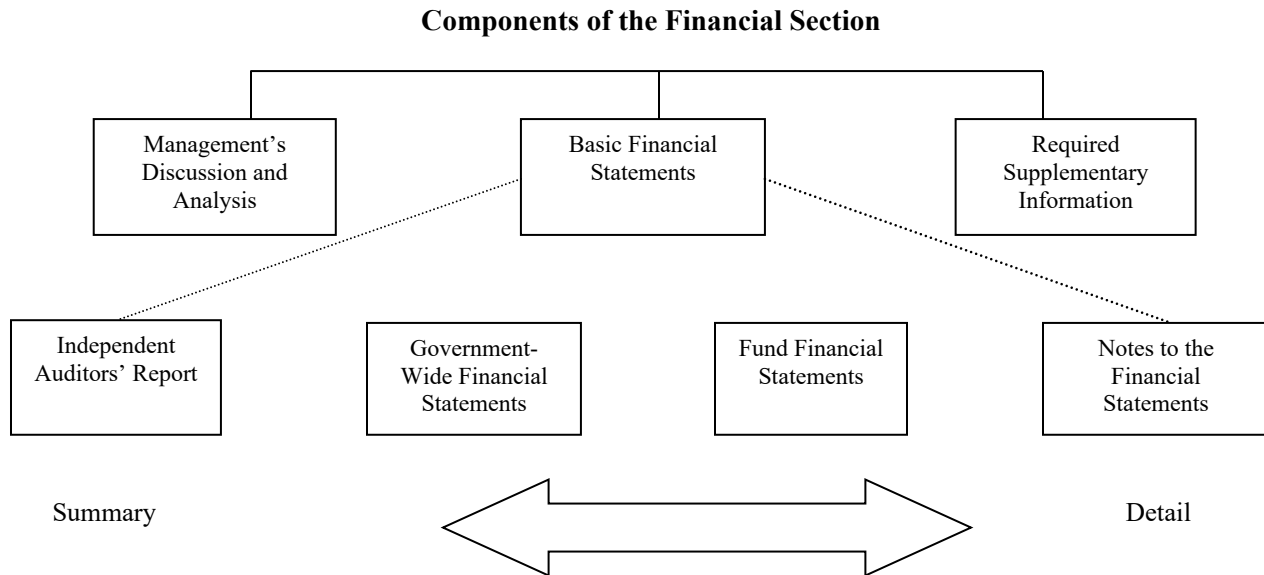 Components of the Financial Section
Management’s
Discussion and
Analysis
Basic Financial
Statements
Required
Supplementary
Information
Independent
Auditors’ Report
Government-
Wide Financial
Statements
Fund Financial
Statements
Notes to the
Financial
Statements
Summary
Detail